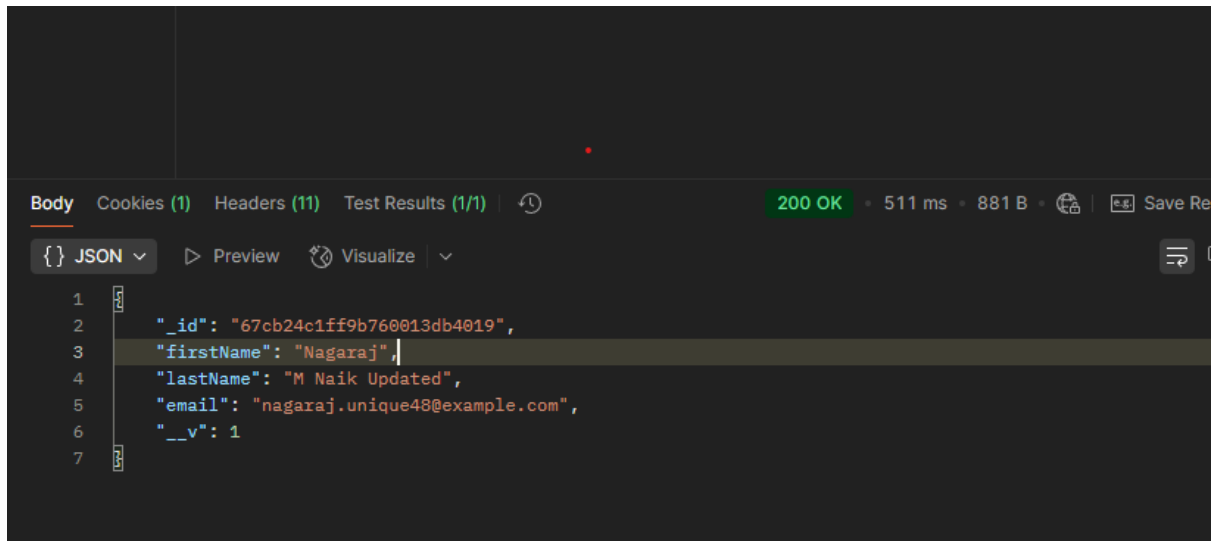 Body Cookies (1) Headers (11) Test Results (1/1) 200 OK • 511 ms • 881 B • e.g. Save Re
{} JSON Preview Visualize
1 {
2 "_id": "67cb24c1ff9b760013db4019",
3 "firstName": "Nagaraj",
4 "lastName": "M Naik Updated",
5 "email": "nagaraj.unique48@example.com",
6 "__v": 1
7 }